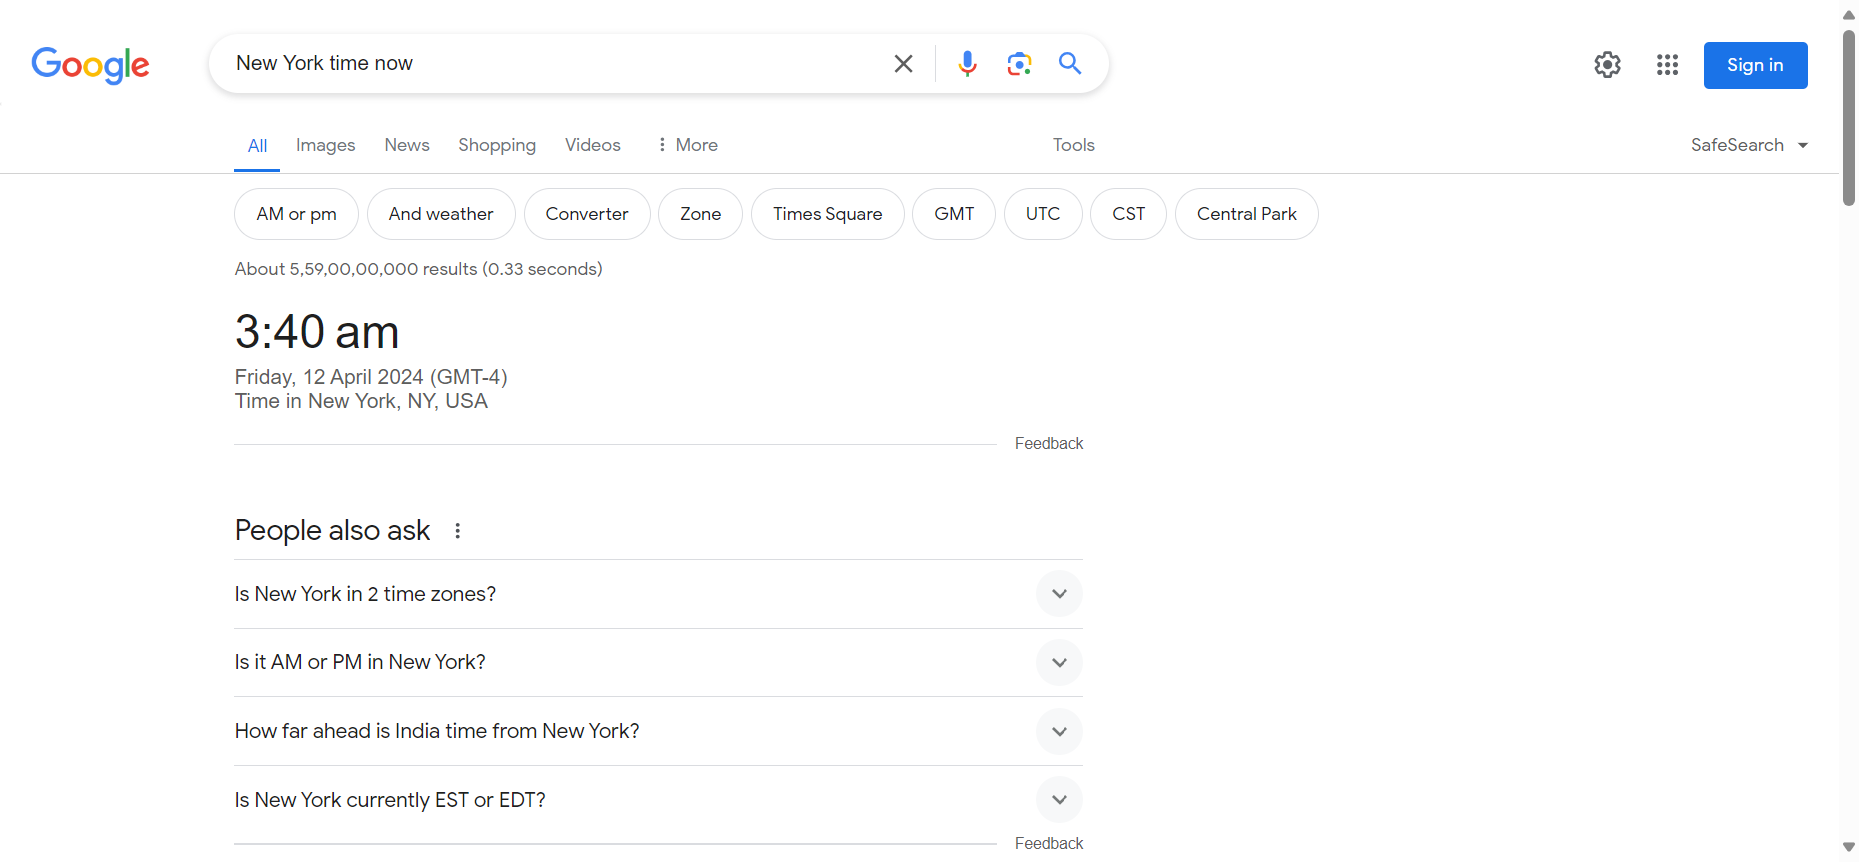 Google
New York time now
Sign in
All Images News Shopping Videos More Tools SafeSearch
AM or pm And weather Converter Zone Times Square GMT UTC CST Central Park
About 5,59,00,00,000 results (0.33 seconds)
3:40 am
Friday, 12 April 2024 (GMT-4)
Time in New York, NY, USA
Feedback
People also ask
Is New York in 2 time zones?
Is it AM or PM in New York?
How far ahead is India time from New York?
Is New York currently EST or EDT?
Feedback